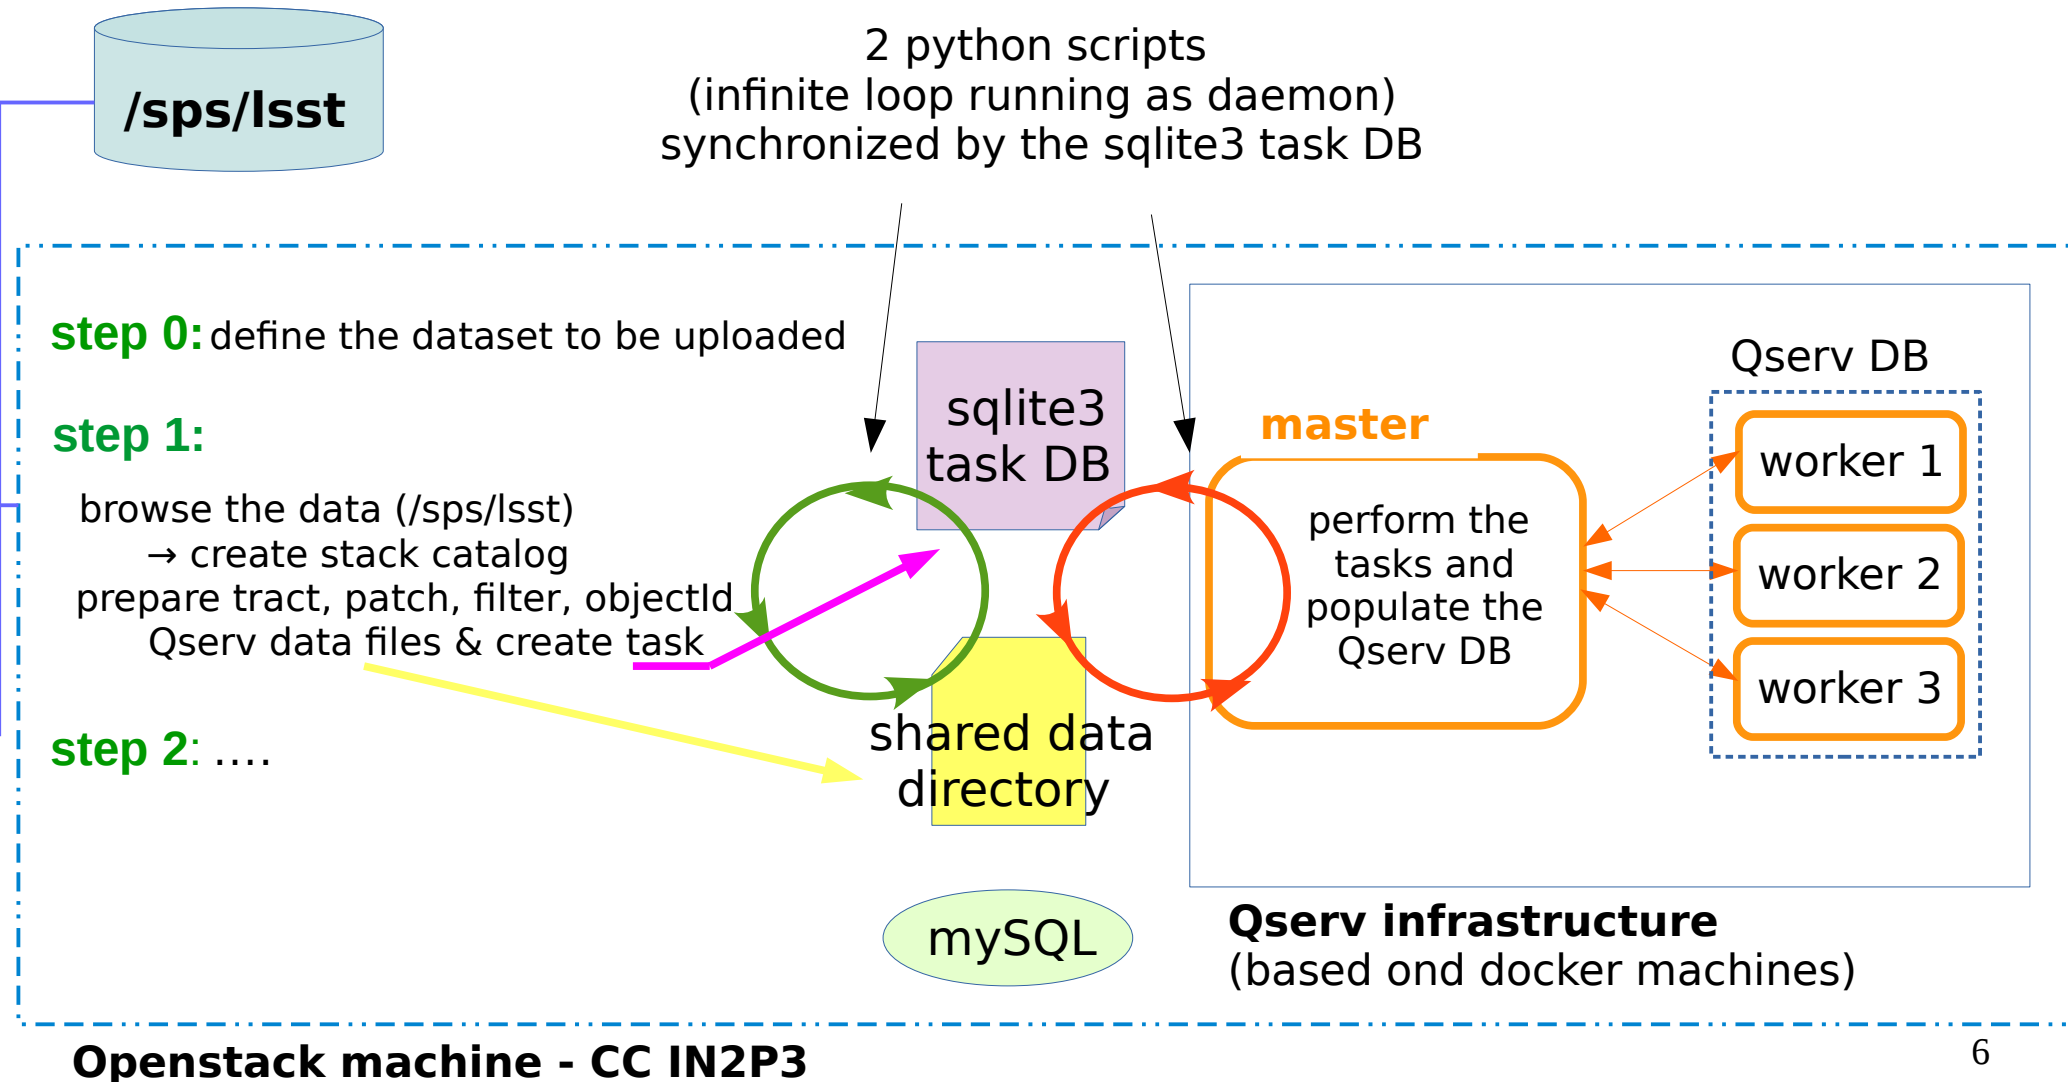 /sps/lsst
2 python scripts
(infinite loop running as daemon)
synchronized by the sqlite3 task DB
step 0: define the dataset to be uploaded
step 1:
browse the data (/sps/lsst)
→ create stack catalog
prepare tract, patch, filter, objectId
Qserv data files & create task
step 2: ....
sqlite3
task DB
shared data
directory
mySQL
master
perform the
tasks and
populate the
Qserv DB
Qserv DB
worker 1
worker 2
worker 3
Qserv infrastructure
(based ond docker machines)
Openstack machine - CC IN2P3
6